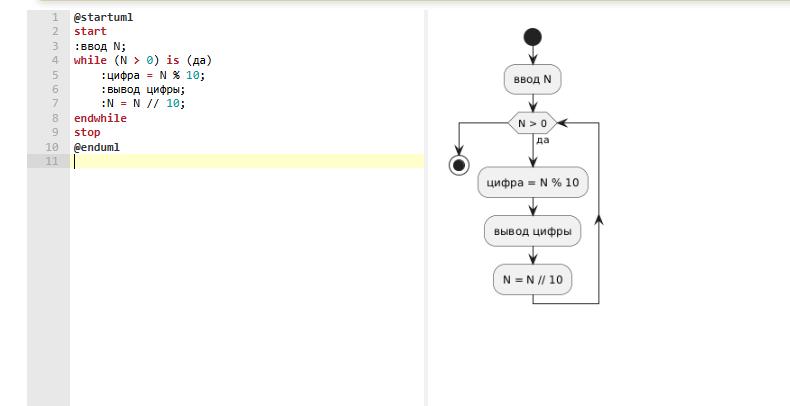 1 @startuml
2 start
3 :ввод N;
4 while (N > 0) is (да)
5 :цифра = N % 10;
6 :вывод цифры;
7 :N = N // 10;
8 endwhile
9 stop
10 @enduml
11
ввод N
N > 0
да
цифра = N % 10
вывод цифры
N = N // 10